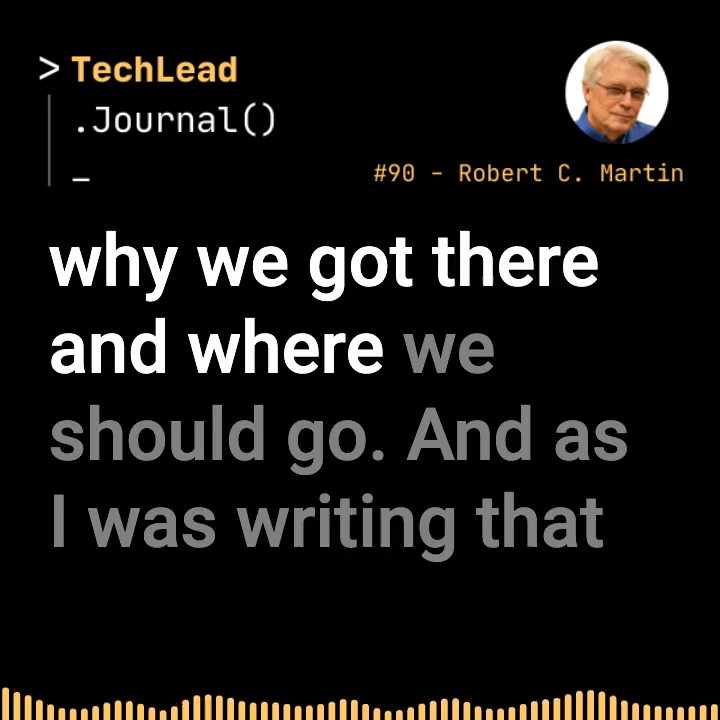 > TechLead
.Journal()
_
#90 – Robert C. Martin
why we got there
and where we
should go. And as
I was writing that